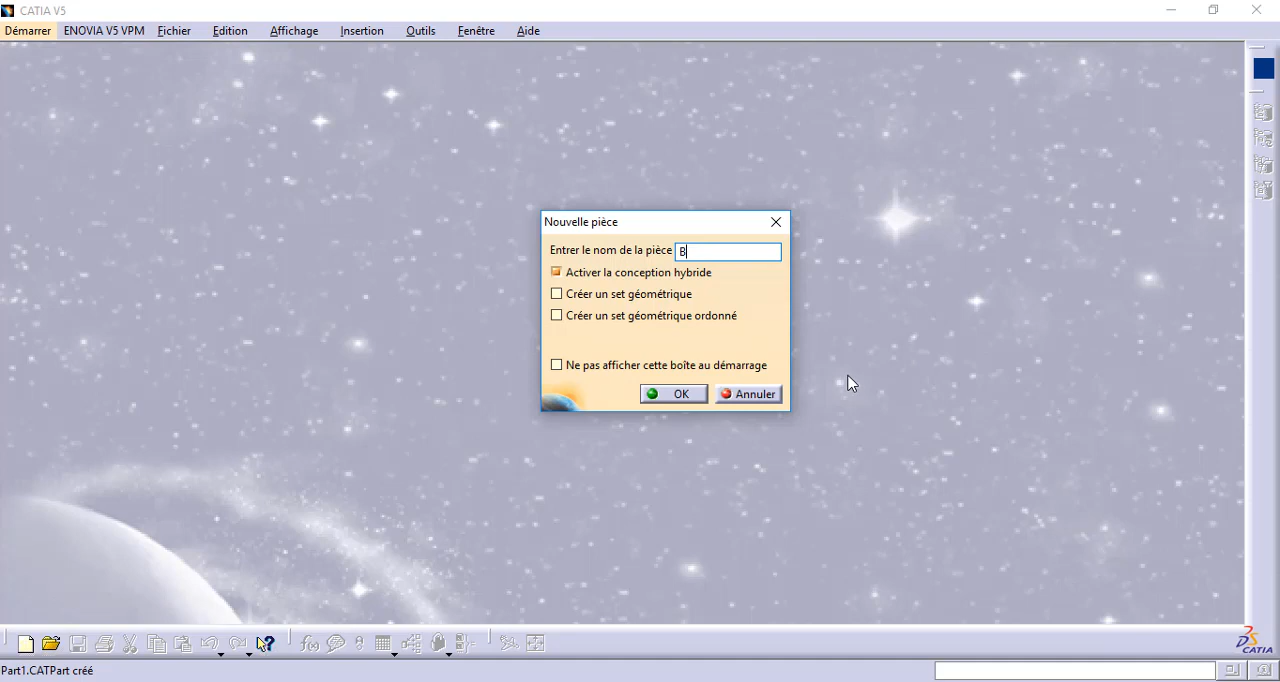 CATIA V5
Démarrer ENOVIA V5 VPM Fichier Edition Affichage Insertion Outils Fenêtre Aide
Nouvelle pièce
Entrer le nom de la pièce B
Activer la conception hybride
Créer un set géométrique
Créer un set géométrique ordonné
Ne pas afficher cette boîte au démarrage
OK Annuler
CATIA
Part1.CATPart créé